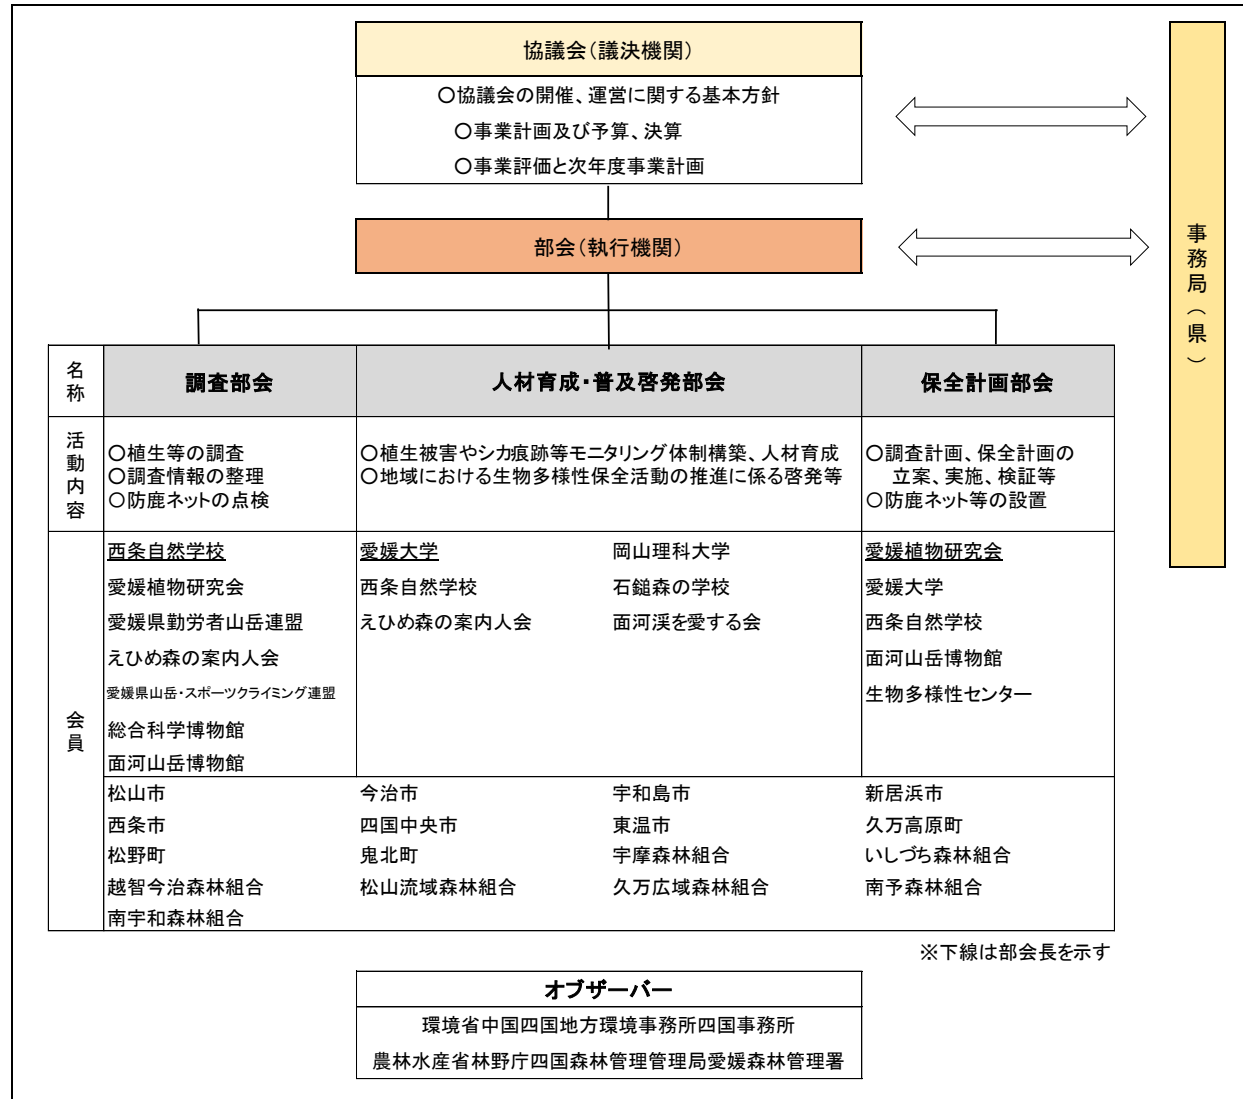 協議会（議決機関）
〇協議会の開催、運営に関する基本方針
〇事業計画及び予算、決算
〇事業評価と次年度事業計画
部会（執行機関）
事務局（県）
名称
調査部会
人材育成・普及啓発部会
保全計画部会
活動内容
〇植生等の調査
〇調査情報の整理
〇防鹿ネットの点検
〇植生被害やシカ痕跡等モニタリング体制構築、人材育成
〇地域における生物多様性保全活動の推進に係る啓発等
〇調査計画、保全計画の
立案、実施、検証等
〇防鹿ネット等の設置
会員
西条自然学校
愛媛植物研究会
愛媛県勤労者山岳連盟
えひめ森の案内人会
愛媛県山岳・スポーツクライミング連盟
総合科学博物館
面河山岳博物館
愛媛大学
西条自然学校
えひめ森の案内人会
岡山理科大学
石鎚森の学校
面河渓を愛する会
愛媛植物研究会
愛媛大学
西条自然学校
面河山岳博物館
生物多様性センター
松山市 今治市 宇和島市 新居浜市
西条市 四国中央市 東温市 久万高原町
松野町 鬼北町 宇摩森林組合 いしづち森林組合
越智今治森林組合 松山流域森林組合 久万広域森林組合 南予森林組合
南宇和森林組合
※下線は部会長を示す
オブザーバー
環境省中国四国地方環境事務所四国事務所
農林水産省林野庁四国森林管理管理局愛媛森林管理署